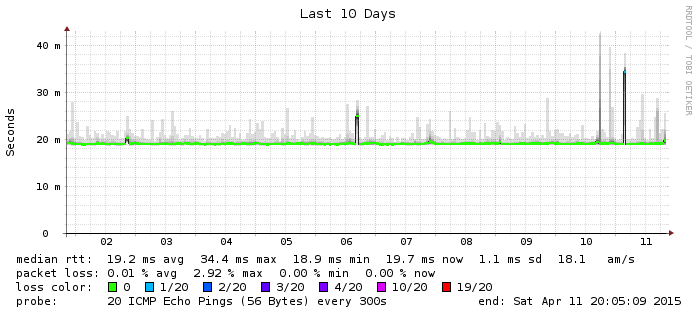 Last 10 Days
RRDTOOL / TOBI OETIKER
Seconds
40 m
30 m
20 m
10 m
0
02 03 04 05 06 07 08 09 10 11
median rtt: 19.2 ms avg 34.4 ms max 18.9 ms min 19.7 ms now 1.1 ms sd 18.1 am/s
packet loss: 0.01 % avg 2.92 % max 0.00 % min 0.00 % now
loss color: 0 1/20 2/20 3/20 4/20 10/20 19/20
probe: 20 ICMP Echo Pings (56 Bytes) every 300s end: Sat Apr 11 20:05:09 2015